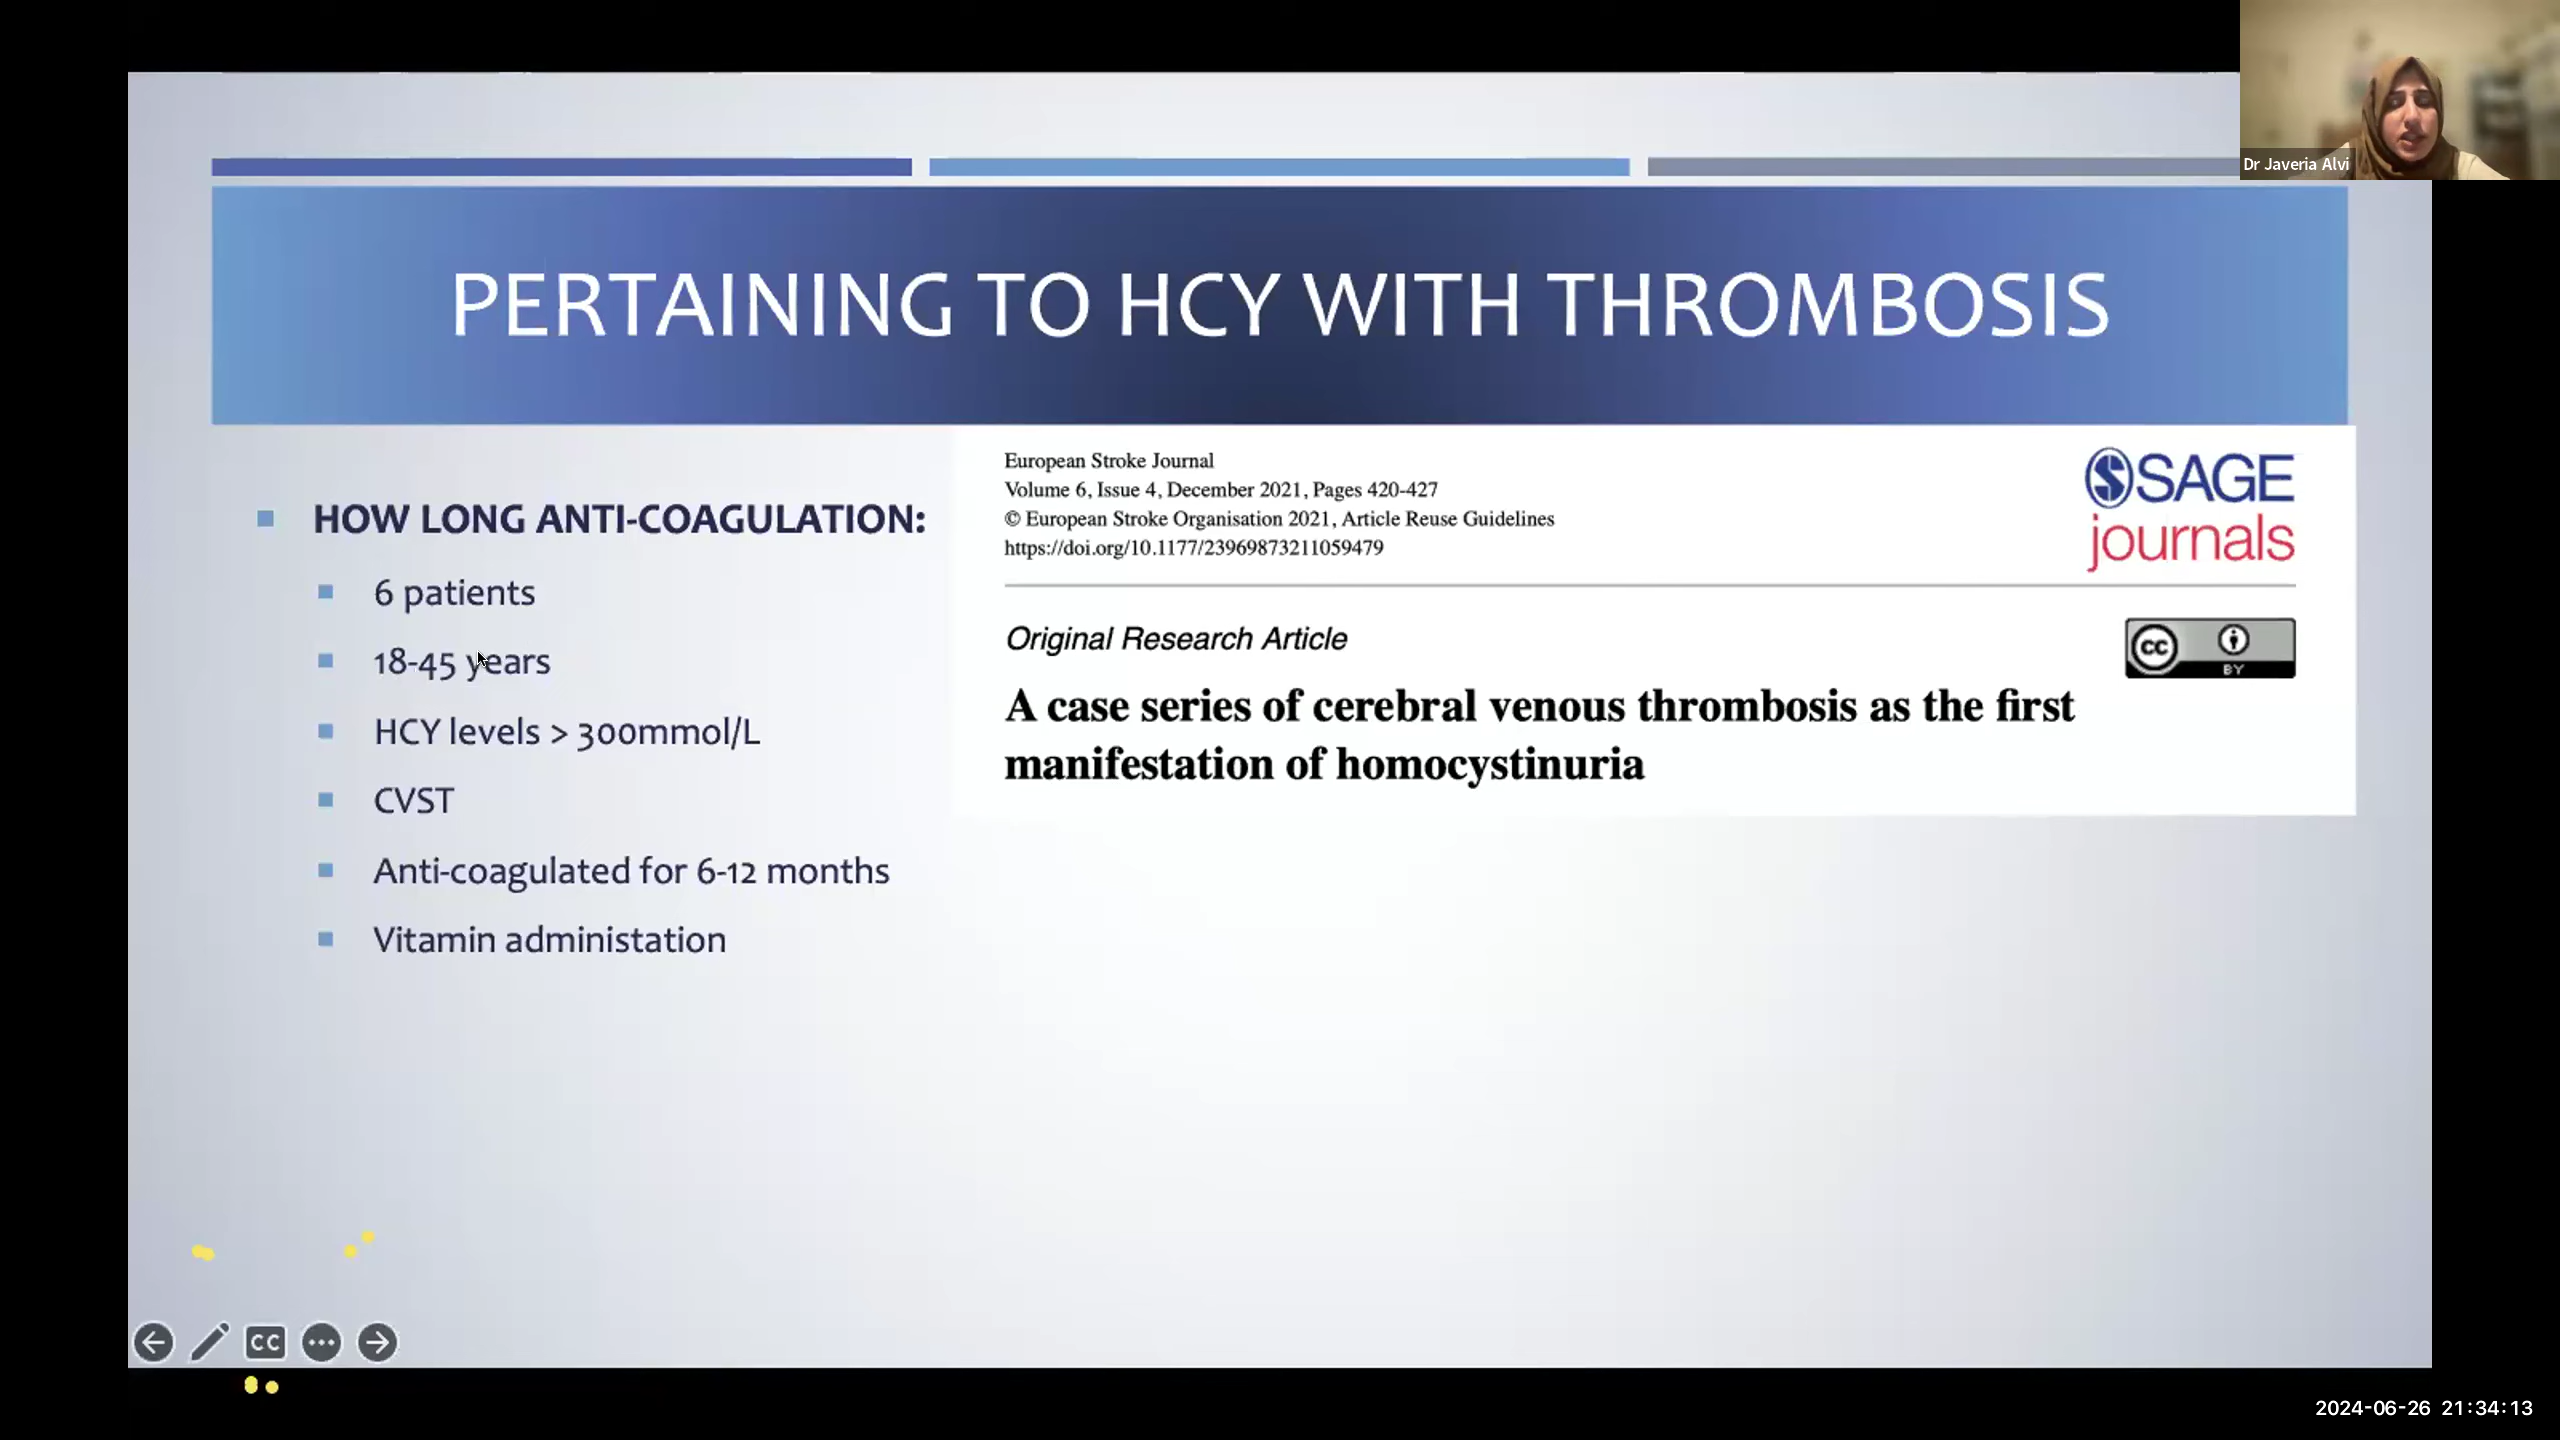 Dr Javeria Alvi
PERTAINING TO HCY WITH THROMBOSIS
HOW LONG ANTI-COAGULATION:
6 patients
18-45 years
HCY levels > 300mmol/L
CVST
Anti-coagulated for 6-12 months
Vitamin administation
European Stroke Journal
Volume 6, Issue 4, December 2021, Pages 420-427
© European Stroke Organisation 2021, Article Reuse Guidelines
https://doi.org/10.1177/23969873211059479
SAGE
journals
Original Research Article
CC BY
A case series of cerebral venous thrombosis as the first
manifestation of homocystinuria
CC
2024-06-26 21:34:13